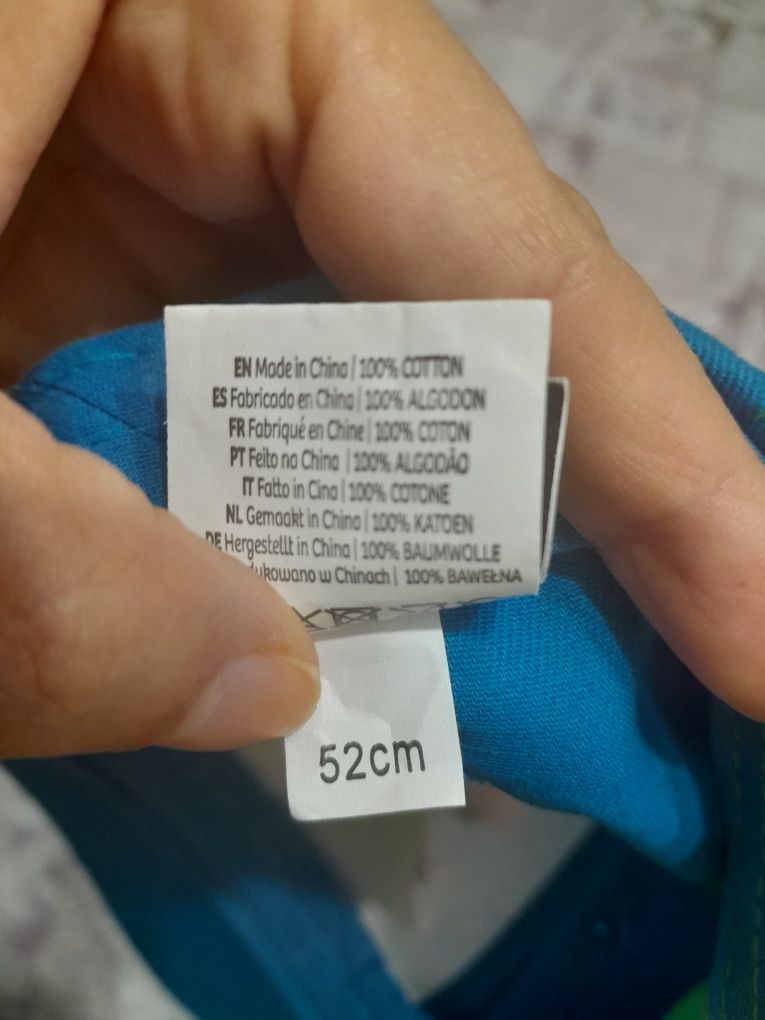 EN Made in China | 100% COTTON
ES Fabricado en China | 100% ALGODON
FR Fabriqué en Chine | 100% COTON
PT Feito na China | 100% ALGODÃO
IT Fatto in Cina | 100% COTONE
NL Gemaakt in China | 100% KATOEN
DE Hergestellt in China | 100% BAUMWOLLE
w Chinach | 100% BAWEŁNA
52cm